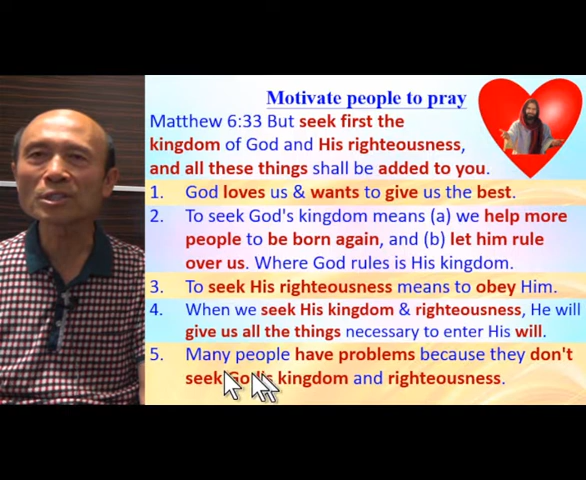 Motivate people to pray
Matthew 6:33 But seek first the
kingdom of God and His righteousness,
and all these things shall be added to you.
1. God loves us & wants to give us the best.
2. To seek God's kingdom means (a) we help more
people to be born again, and (b) let him rule
over us. Where God rules is His kingdom.
3. To seek His righteousness means to obey Him.
4. When we seek His kingdom & righteousness, He will
give us all the things necessary to enter His will.
5. Many people have problems because they don't
seek God's kingdom and righteousness.